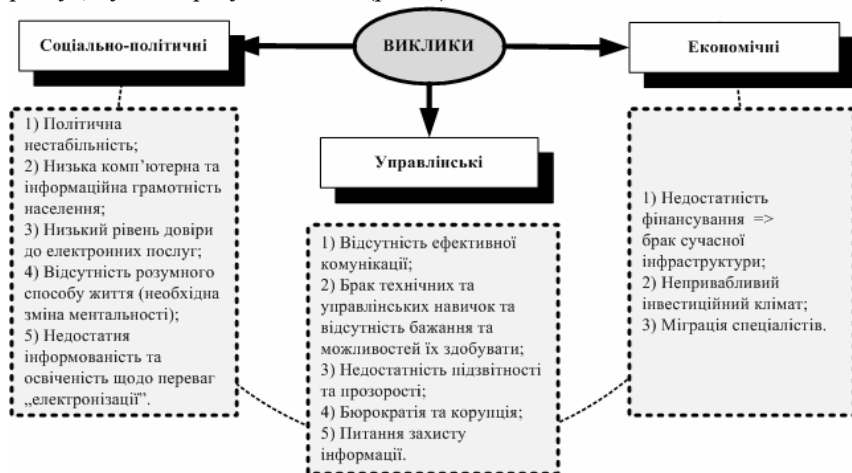 ВИКЛИКИ
Соціально-політичні
1) Політична
нестабільність;
2) Низька комп’ютерна та
інформаційна грамотність
населення;
3) Низький рівень довіри
до електронних послуг;
4) Відсутність розумного
способу життя (необхідна
зміна ментальності);
5) Недостатня
інформованість та
освіченість щодо переваг
„електронізації”.
Управлінські
1) Відсутність ефективної
комунікації;
2) Брак технічних та
управлінських навичок та
відсутність бажання та
можливостей їх здобувати;
3) Недостатність підзвітності
та прозорості;
4) Бюрократія та корупція;
5) Питання захисту
інформації.
Економічні
1) Недостатність
фінансування =>
брак сучасної
інфраструктури;
2) Непривабливий
інвестиційний клімат;
3) Міграція спеціалістів.